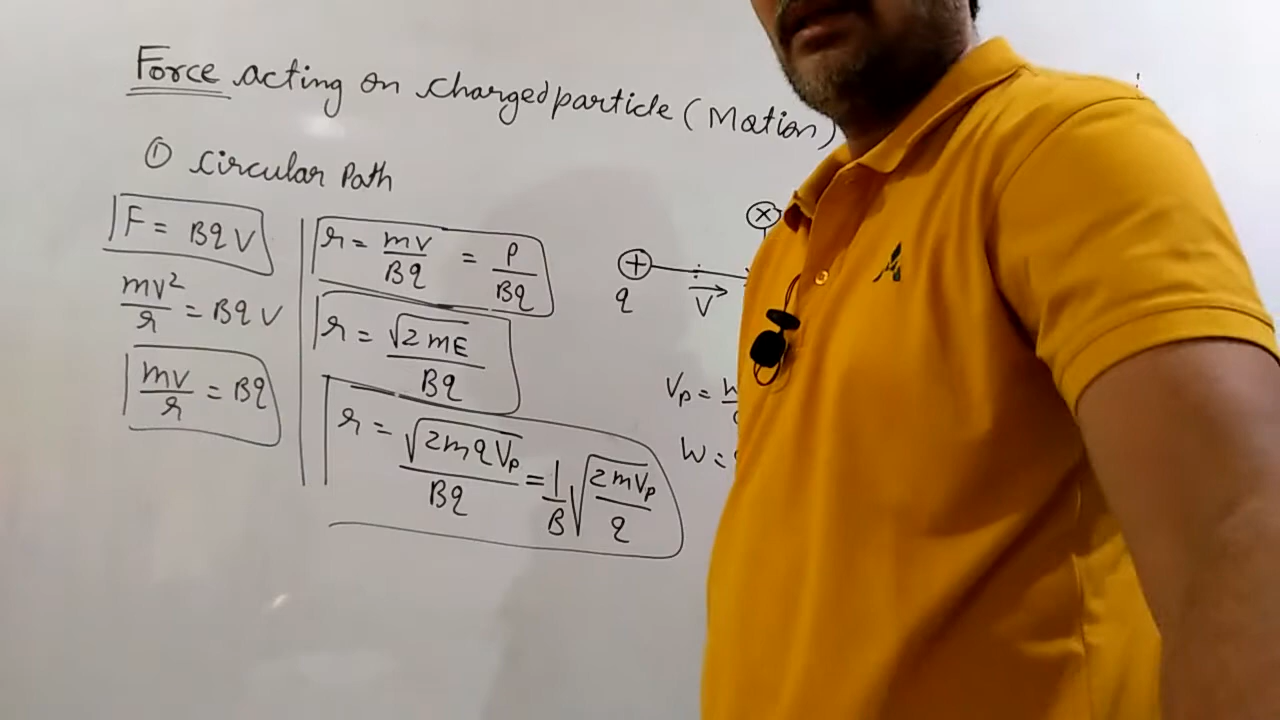 Force acting on charged particle (Motion)
① circular Path
F = BqV
mv²/r = BqV
mv/r = Bq
r = mv/Bq = P/Bq
r = √2mE/Bq
r = √2mqVp/Bq = 1/B √2mVp/q
+
q
V
Vp =
W =